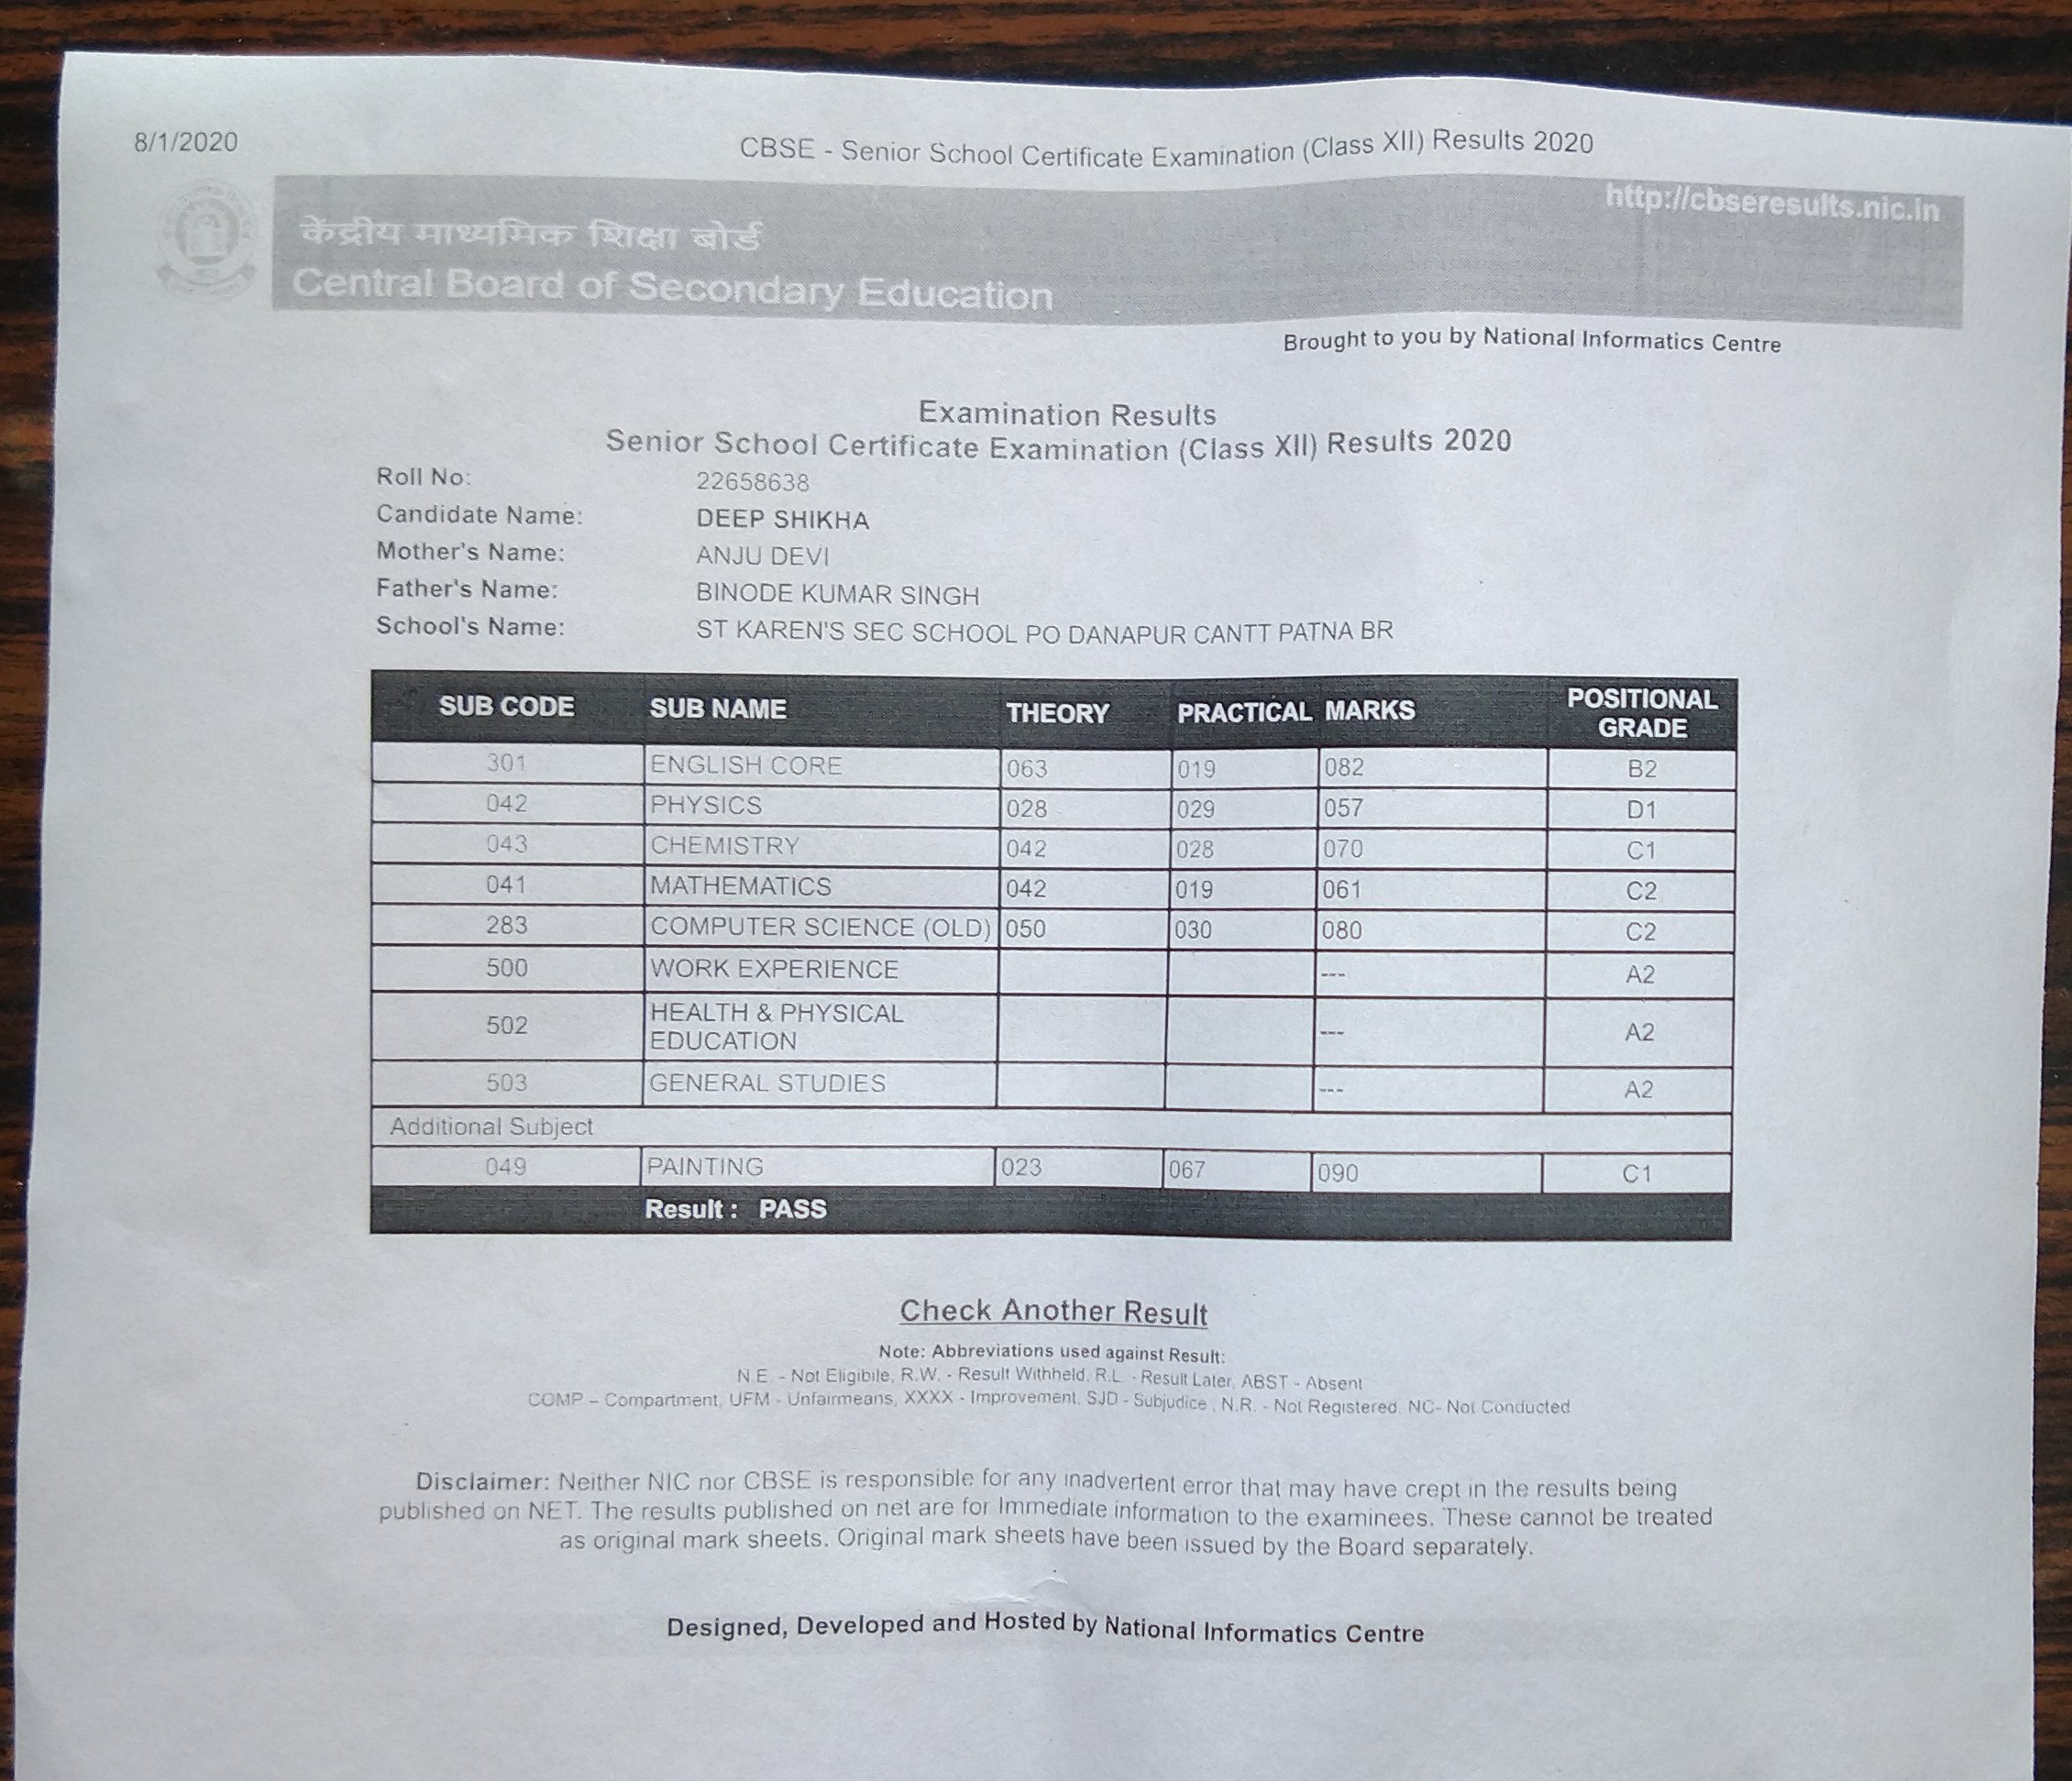 8/1/2020
CBSE - Senior School Certificate Examination (Class XII) Results 2020
http://cbseresults.nic.in
केंद्रीय माध्यमिक शिक्षा बोर्ड
Central Board of Secondary Education
Brought to you by National Informatics Centre
Examination Results
Senior School Certificate Examination (Class XII) Results 2020
Roll No: 22658638
Candidate Name: DEEP SHIKHA
Mother's Name: ANJU DEVI
Father's Name: BINODE KUMAR SINGH
School's Name: ST KAREN'S SEC SCHOOL PO DANAPUR CANTT PATNA BR
SUB CODE SUB NAME THEORY PRACTICAL MARKS POSITIONAL GRADE
301 ENGLISH CORE 063 019 082 B2
042 PHYSICS 028 029 057 D1
043 CHEMISTRY 042 028 070 C1
041 MATHEMATICS 042 019 061 C2
283 COMPUTER SCIENCE (OLD) 050 030 080 C2
500 WORK EXPERIENCE --- A2
502 HEALTH & PHYSICAL EDUCATION --- A2
503 GENERAL STUDIES --- A2
Additional Subject
049 PAINTING 023 067 090 C1
Result : PASS
Check Another Result
Note: Abbreviations used against Result:
N.E. - Not Eligibile, R.W. - Result Withheld, R.L. - Result Later, ABST - Absent
COMP – Compartment, UFM - Unfairmeans, XXXX - Improvement, SJD - Subjudice , N.R. - Not Registered, NC- Not Conducted
Disclaimer: Neither NIC nor CBSE is responsible for any inadvertent error that may have crept in the results being
published on NET. The results published on net are for Immediate information to the examinees. These cannot be treated
as original mark sheets. Original mark sheets have been issued by the Board separately.
Designed, Developed and Hosted by National Informatics Centre